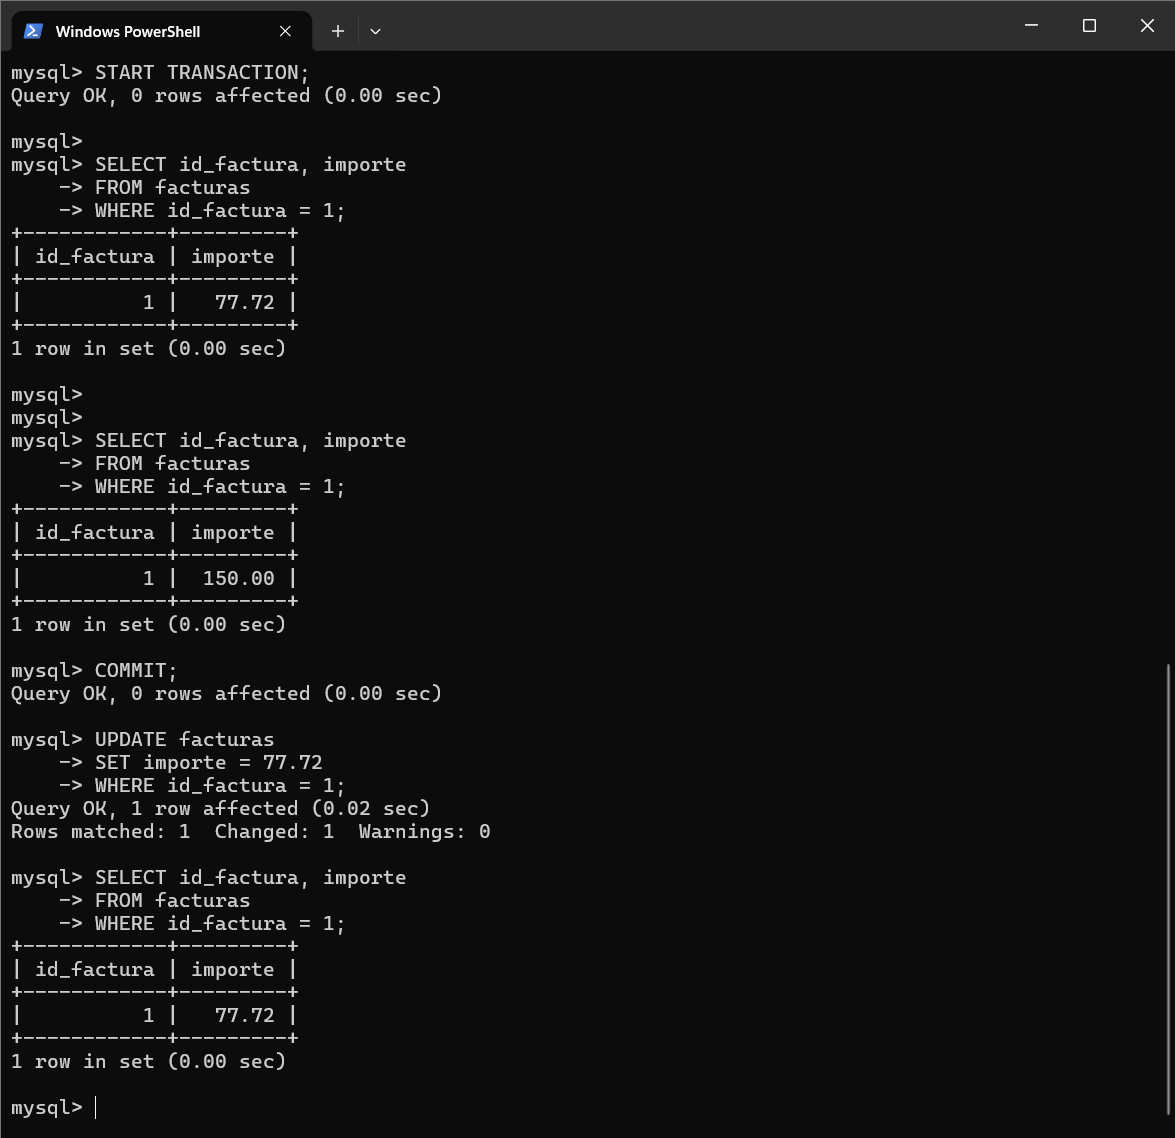 Windows PowerShell
mysql> START TRANSACTION;
Query OK, 0 rows affected (0.00 sec)
mysql>
mysql> SELECT id_factura, importe
    -> FROM facturas
    -> WHERE id_factura = 1;
+------------+---------+
| id_factura | importe |
+------------+---------+
|          1 |   77.72 |
+------------+---------+
1 row in set (0.00 sec)
mysql>
mysql>
mysql> SELECT id_factura, importe
    -> FROM facturas
    -> WHERE id_factura = 1;
+------------+---------+
| id_factura | importe |
+------------+---------+
|          1 |  150.00 |
+------------+---------+
1 row in set (0.00 sec)
mysql> COMMIT;
Query OK, 0 rows affected (0.00 sec)
mysql> UPDATE facturas
    -> SET importe = 77.72
    -> WHERE id_factura = 1;
Query OK, 1 row affected (0.02 sec)
Rows matched: 1  Changed: 1  Warnings: 0
mysql> SELECT id_factura, importe
    -> FROM facturas
    -> WHERE id_factura = 1;
+------------+---------+
| id_factura | importe |
+------------+---------+
|          1 |   77.72 |
+------------+---------+
1 row in set (0.00 sec)
mysql>